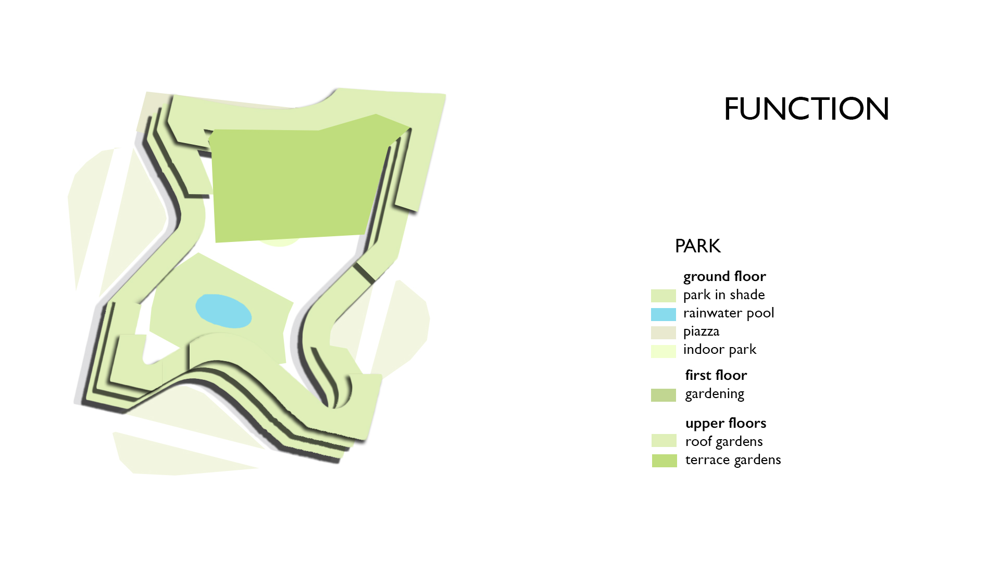 FUNCTION
PARK
ground floor
park in shade
rainwater pool
piazza
indoor park
first floor
gardening
upper floors
roof gardens
terrace gardens